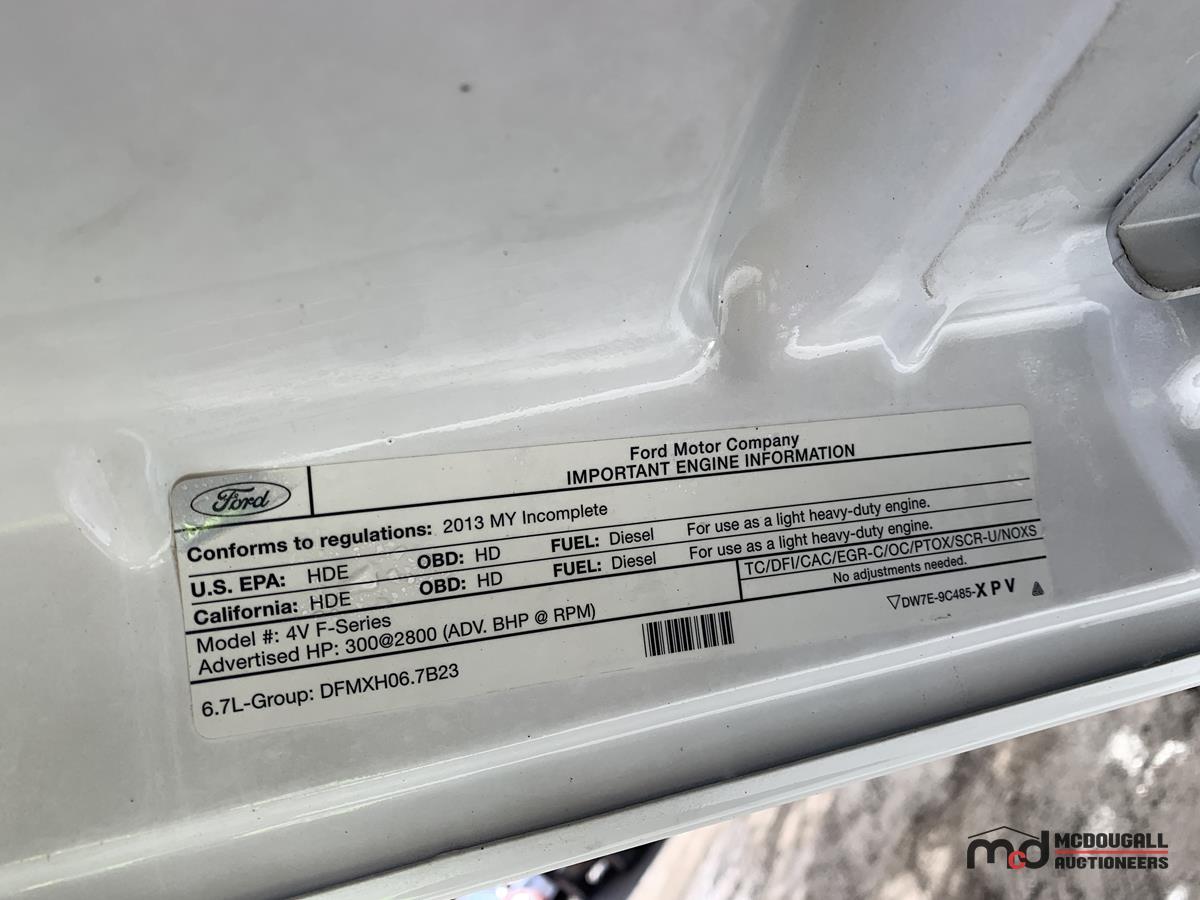 Ford
Ford Motor Company
IMPORTANT ENGINE INFORMATION
Conforms to regulations: 2013 MY Incomplete
U.S. EPA: HDE OBD: HD FUEL: Diesel For use as a light heavy-duty engine.
California: HDE OBD: HD FUEL: Diesel For use as a light heavy-duty engine.
Model #: 4V F-Series
TC/DFI/CAC/EGR-C/OC/PTOX/SCR-U/NOXS
Advertised HP: 300@2800 (ADV. BHP @ RPM)
No adjustments needed.
6.7L-Group: DFMXH06.7B23
DW7E-9C485-XPV
mcd MCDOUGALL
AUCTIONEERS